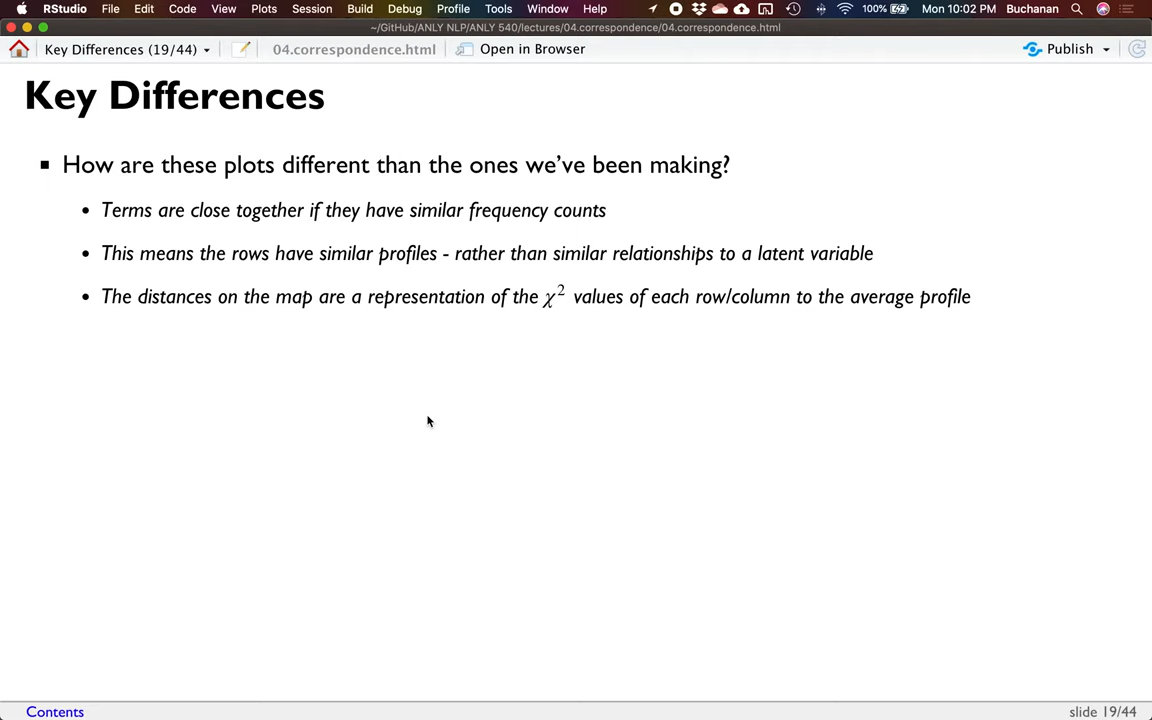 RStudio File Edit Code View Plots Session Build Debug Profile Tools Window Help 100% Mon 10:02 PM Buchanan
~/GitHub/ANLY NLP/ANLY 540/lectures/04.correspondence/04.correspondence.html
Key Differences (19/44) 04.correspondence.html Open in Browser Publish
Key Differences
How are these plots different than the ones we've been making?
Terms are close together if they have similar frequency counts
This means the rows have similar profiles - rather than similar relationships to a latent variable
The distances on the map are a representation of the χ² values of each row/column to the average profile
Contents slide 19/44